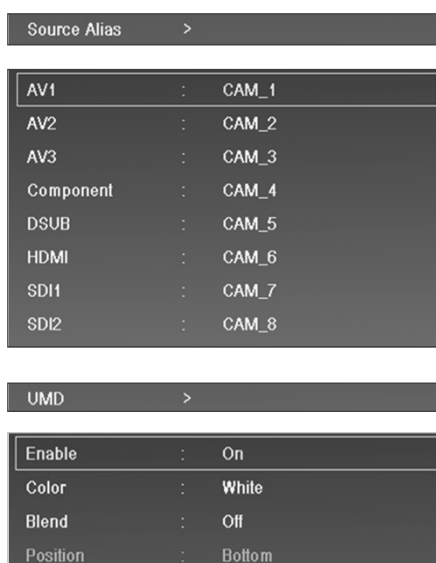 Source Alias >
AV1 : CAM_1
AV2 : CAM_2
AV3 : CAM_3
Component : CAM_4
DSUB : CAM_5
HDMI : CAM_6
SDI1 : CAM_7
SDI2 : CAM_8
UMD >
Enable : On
Color : White
Blend : Off
Position : Bottom